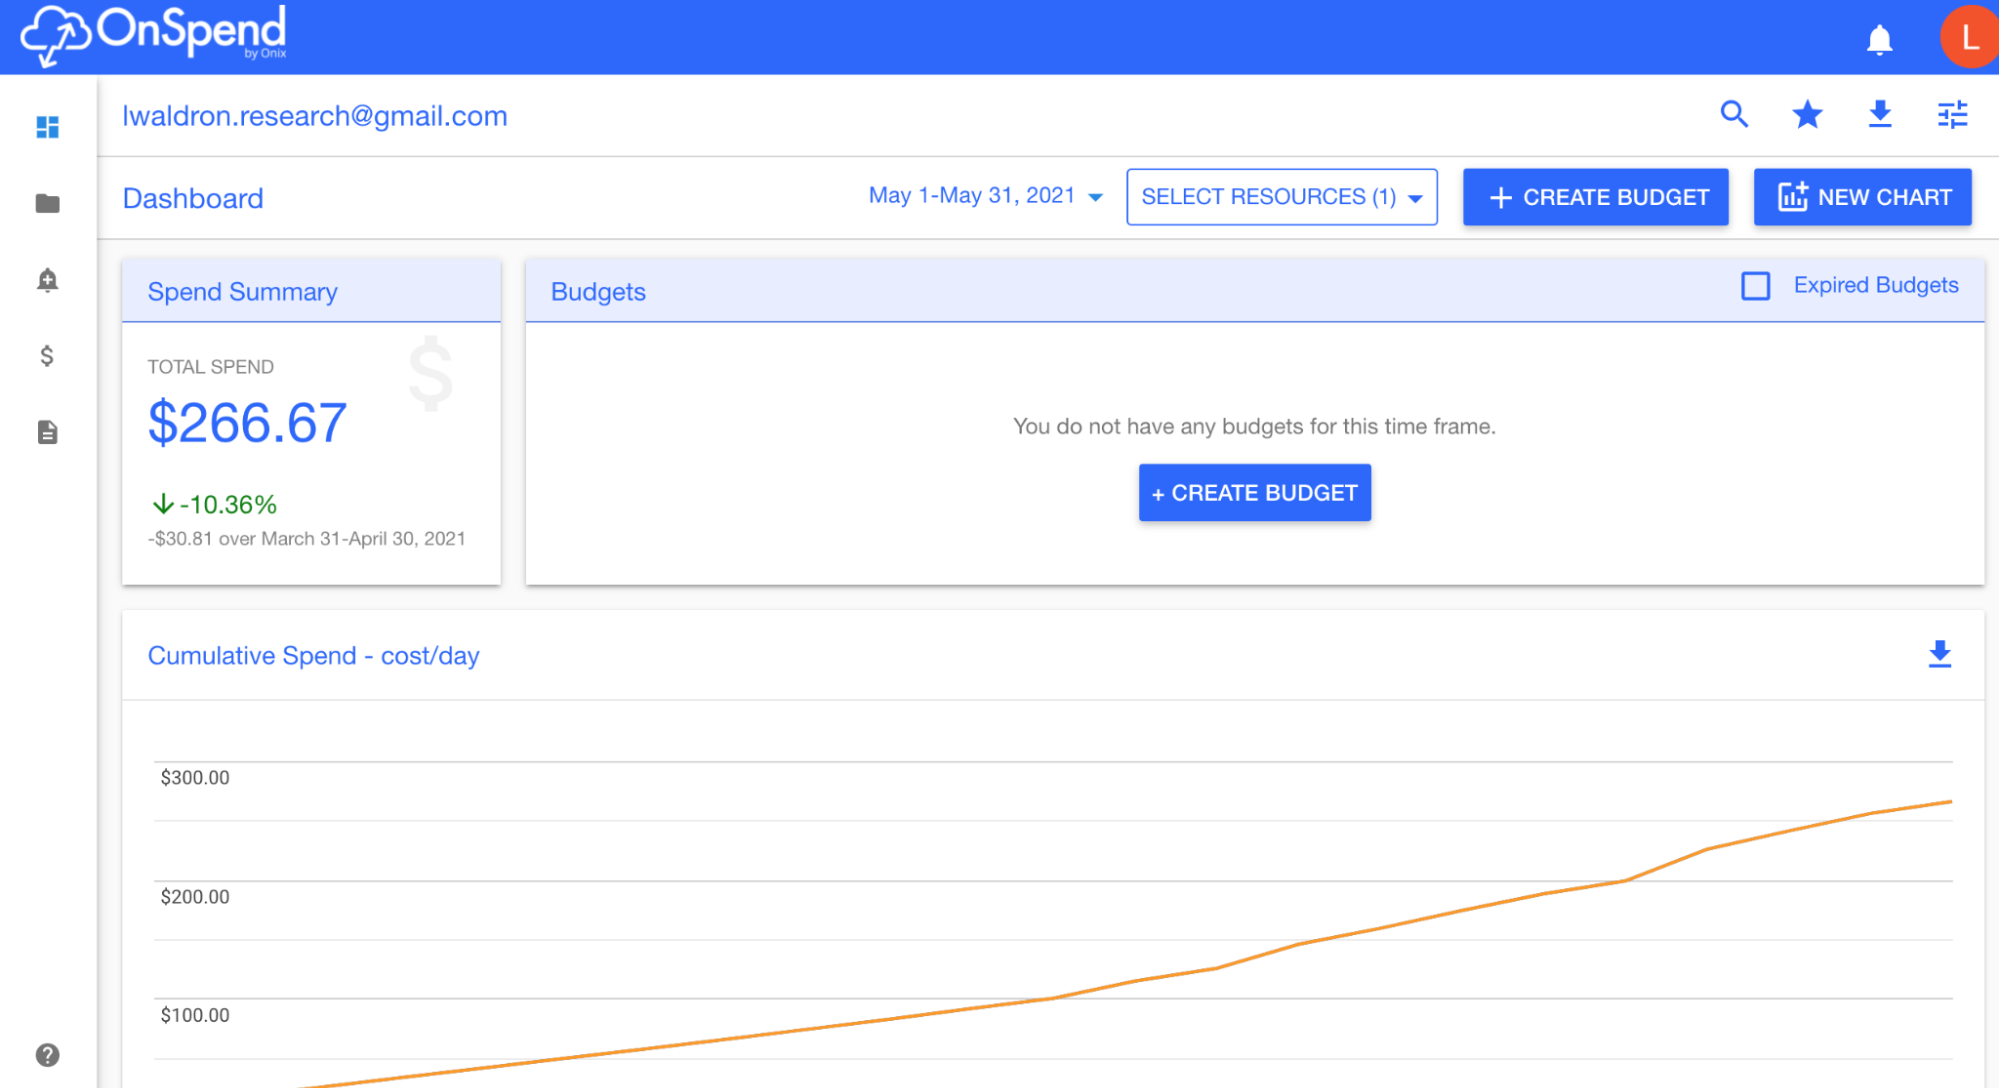 OnSpend
by Onix
L
lwaldron.research@gmail.com
Dashboard
May 1-May 31, 2021
SELECT RESOURCES (1)
CREATE BUDGET
NEW CHART
Spend Summary
Budgets
Expired Budgets
TOTAL SPEND
$
$266.67
-10.36%
-$30.81 over March 31-April 30, 2021
You do not have any budgets for this time frame.
+ CREATE BUDGET
Cumulative Spend - cost/day
$300.00
$200.00
$100.00